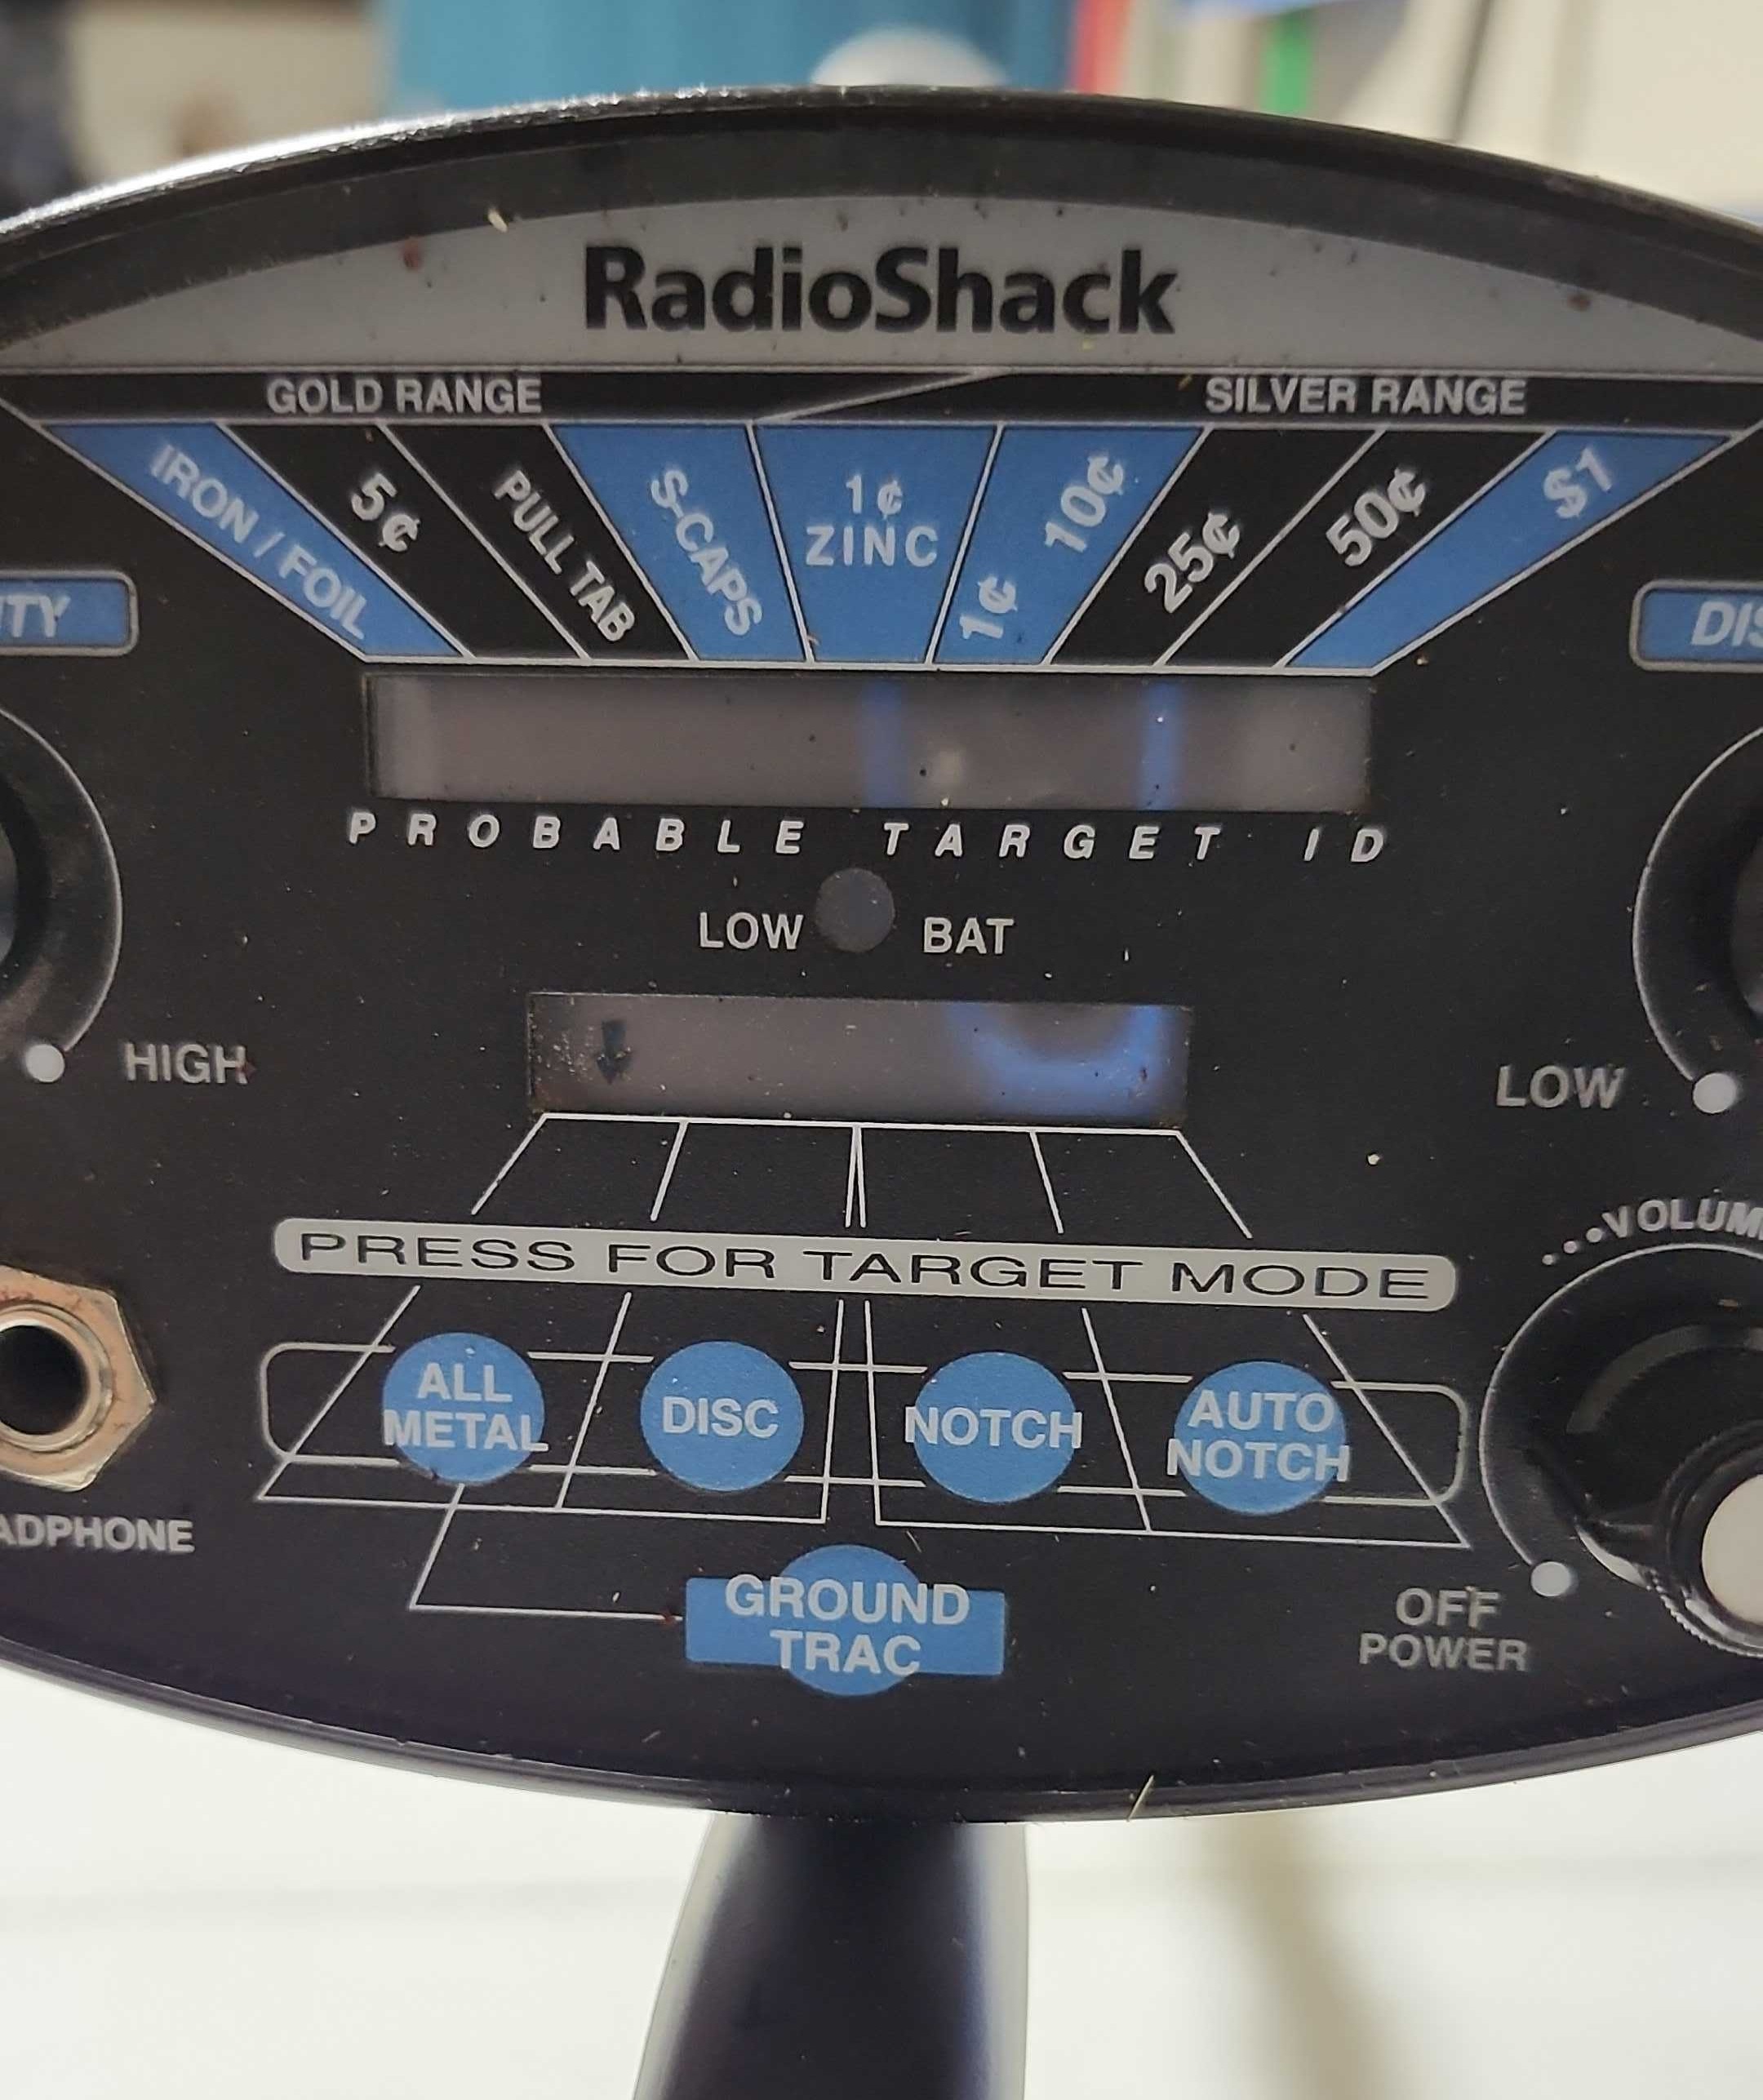 RadioShack
GOLD RANGE
SILVER RANGE
IRON / FOIL
5¢
PULL TAB
S-CAPS
1¢
ZINC
1¢ 10¢
25¢
50¢
$1
PROBABLE TARGET ID
LOW BAT
HIGH
LOW
VOLUM
PRESS FOR TARGET MODE
ALL
METAL
DISC
NOTCH
AUTO
NOTCH
ADPHONE
GROUND
TRAC
OFF
POWER